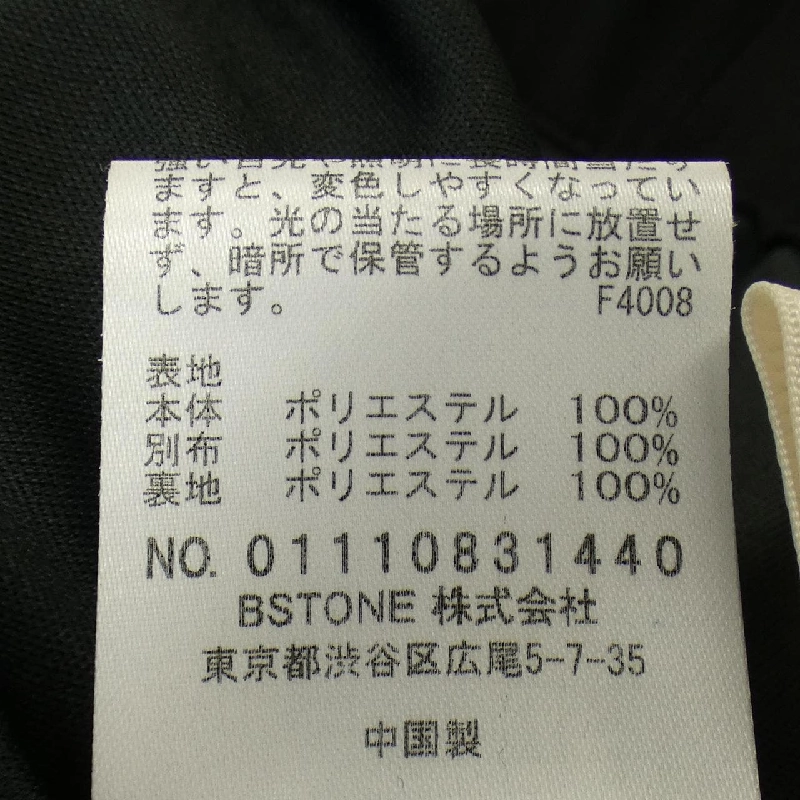 ますと、変色しやすくなってい
ます。光の当たる場所に放置せ
ず、暗所で保管するようお願い
します。 F4008
表地
本体 ポリエステル 100%
別布 ポリエステル 100%
裏地 ポリエステル 100%
NO. 01110831440
BSTONE 株式会社
東京都渋谷区広尾5-7-35
中国製